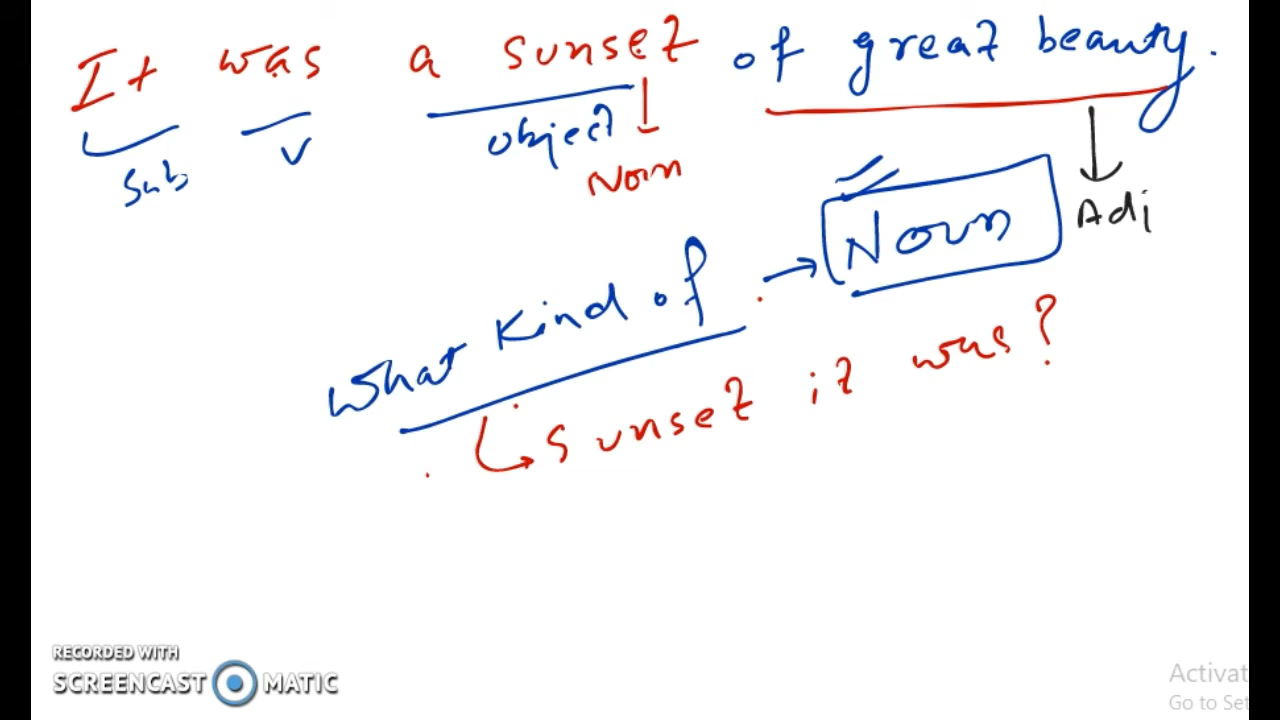 It was a sunset of great beauty.
Sub V object Noun Adj
Noun
what kind of →
sunset it was?
RECORDED WITH
SCREENCAST MATIC
Activat
Go to Set